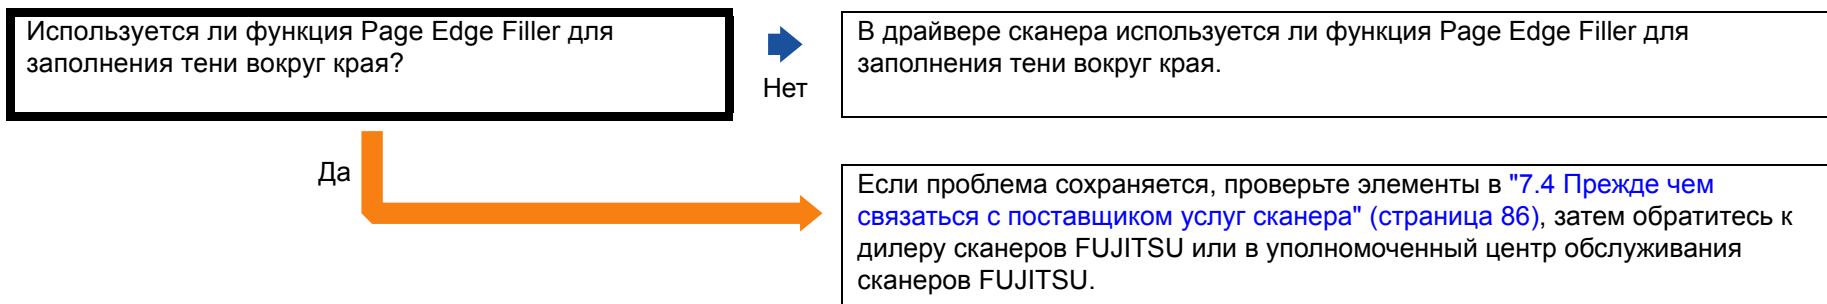 Используется ли функция Page Edge Filler для
заполнения тени вокруг края?
Нет
В драйвере сканера используется ли функция Page Edge Filler для
заполнения тени вокруг края.
Да
Если проблема сохраняется, проверьте элементы в "7.4 Прежде чем
связаться с поставщиком услуг сканера" (страница 86), затем обратитесь к
дилеру сканеров FUJITSU или в уполномоченный центр обслуживания
сканеров FUJITSU.